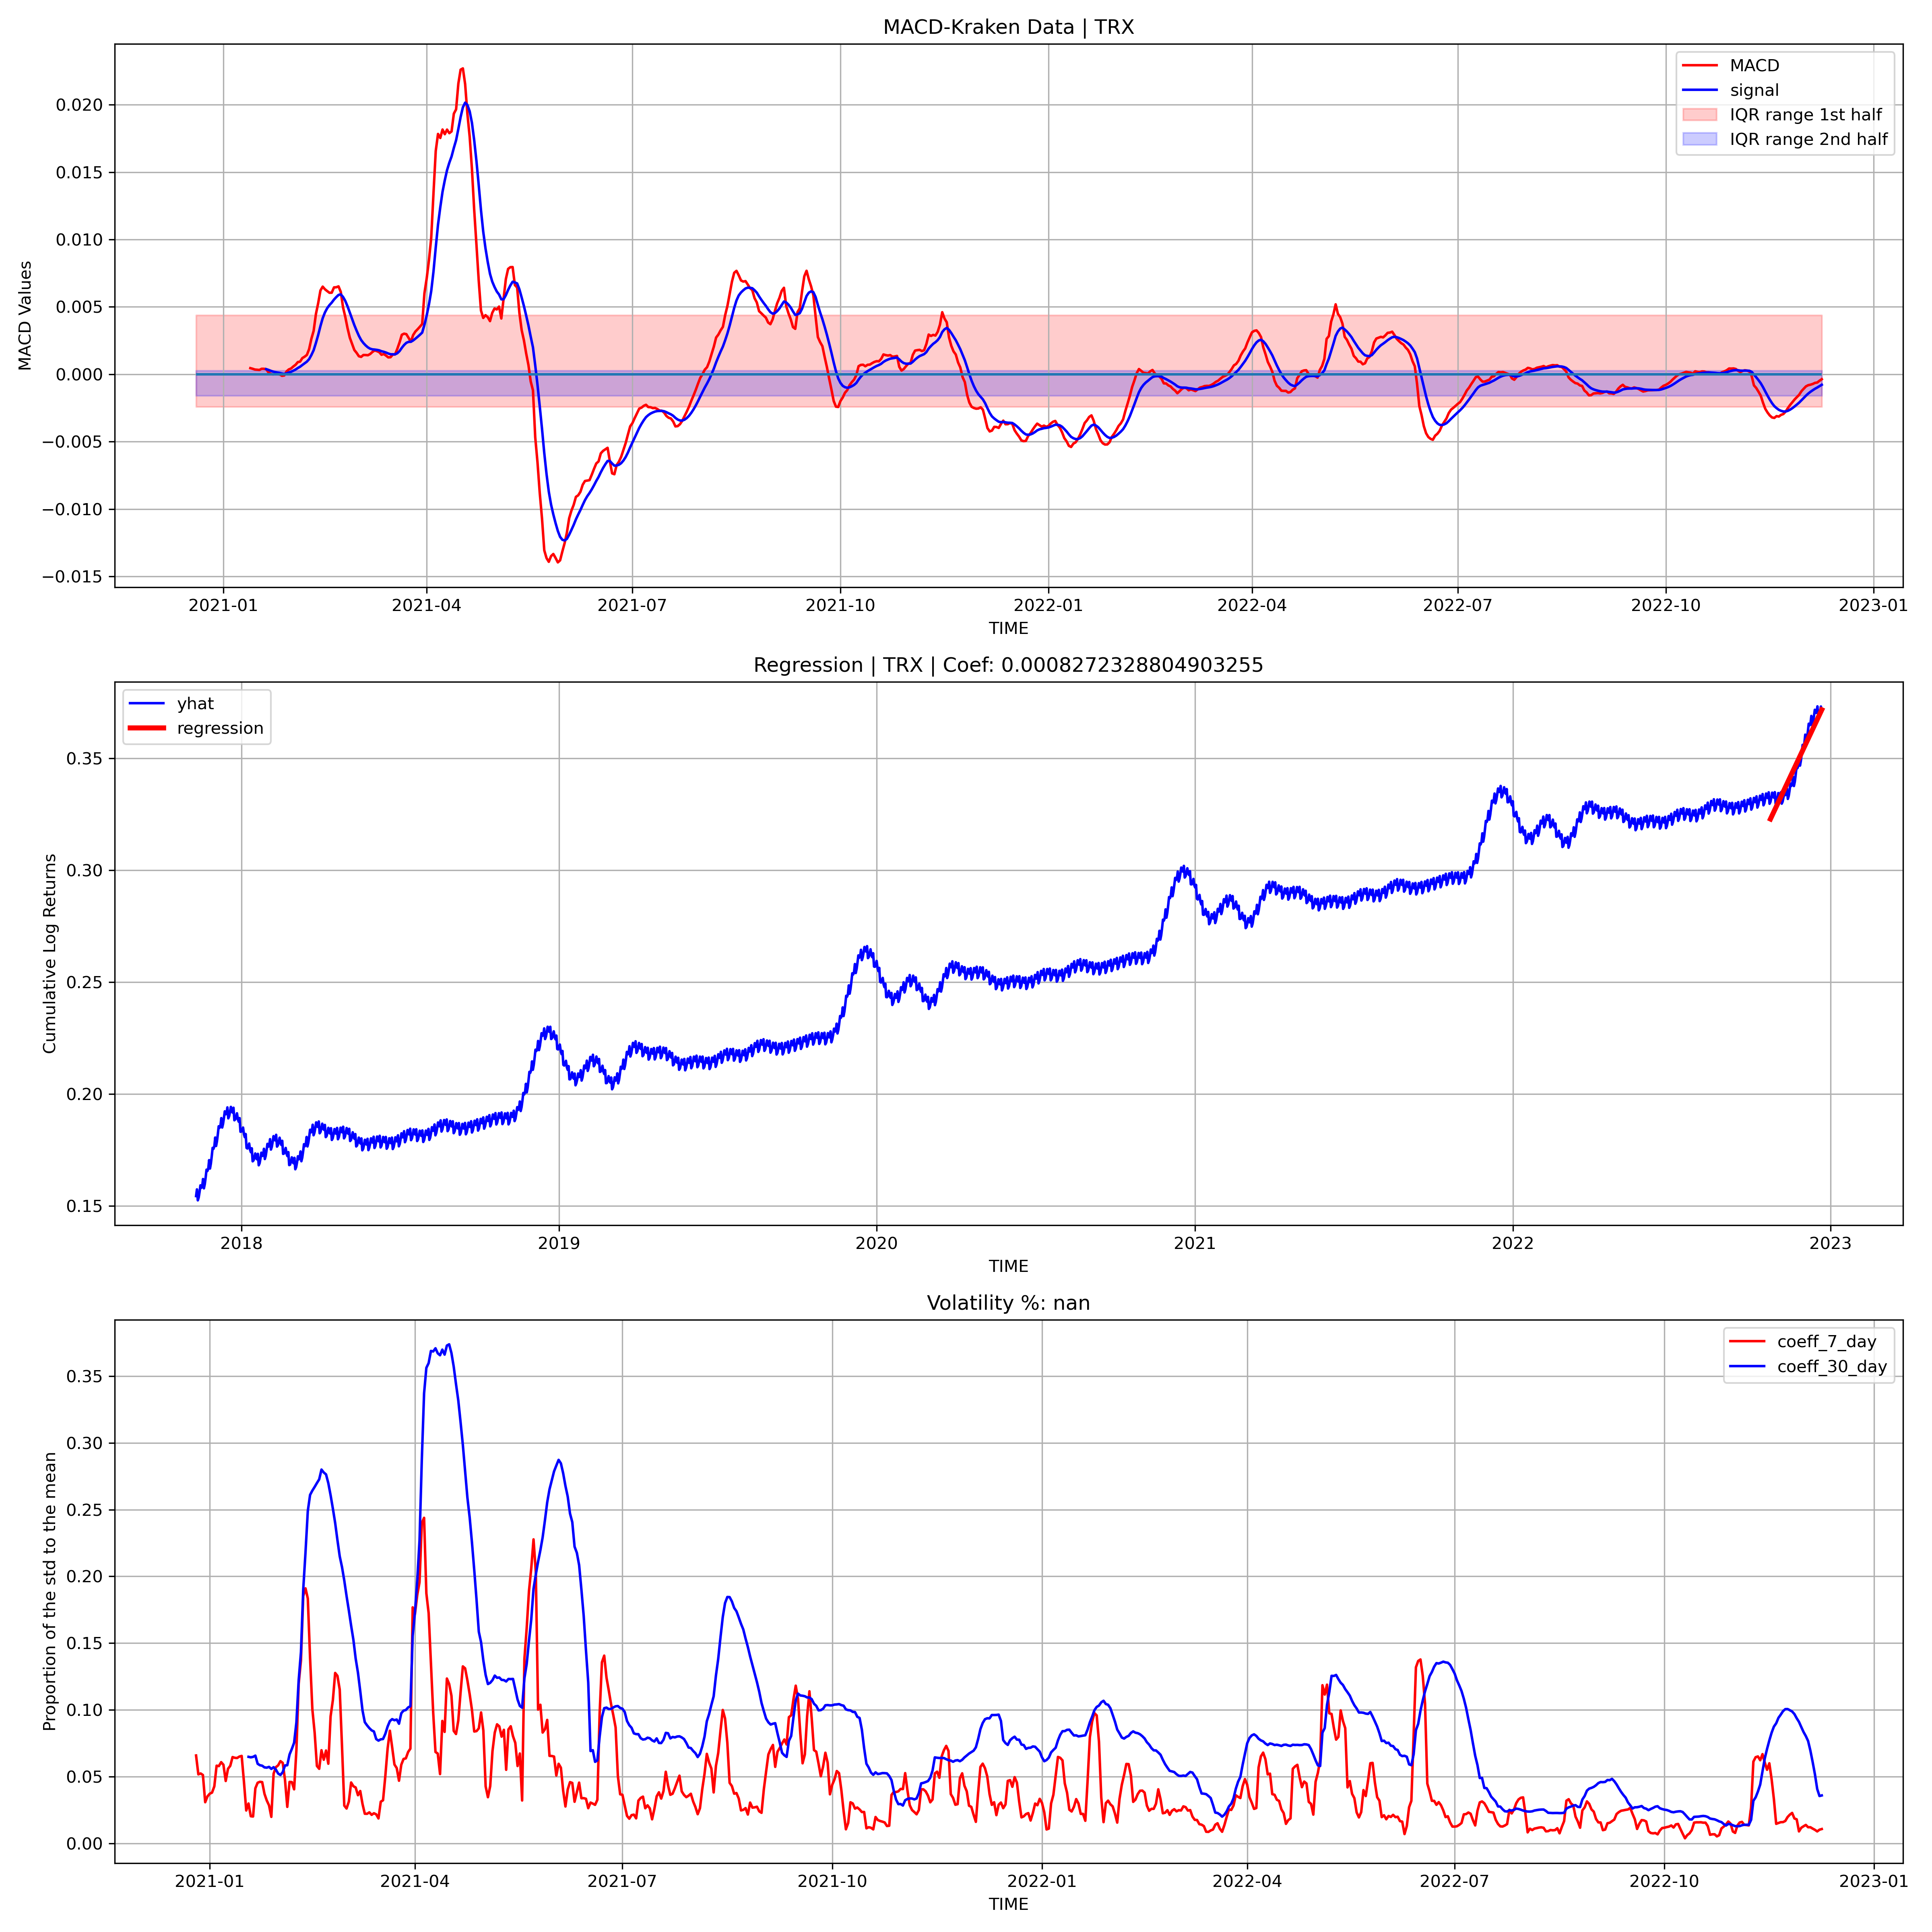 MACD-Kraken Data | TRX
MACD Values
0.020
0.015
0.010
0.005
0.000
−0.005
−0.010
−0.015
MACD
signal
IQR range 1st half
IQR range 2nd half
2021-01 2021-04 2021-07 2021-10 2022-01 2022-04 2022-07 2022-10 2023-01
TIME
Regression | TRX | Coef: 0.0008272328804903255
Cumulative Log Returns
yhat
regression
0.35
0.30
0.25
0.20
0.15
2018 2019 2020 2021 2022 2023
TIME
Volatility %: nan
Proportion of the std to the mean
coeff_7_day
coeff_30_day
0.35
0.30
0.25
0.20
0.15
0.10
0.05
0.00
2021-01 2021-04 2021-07 2021-10 2022-01 2022-04 2022-07 2022-10 2023-01
TIME